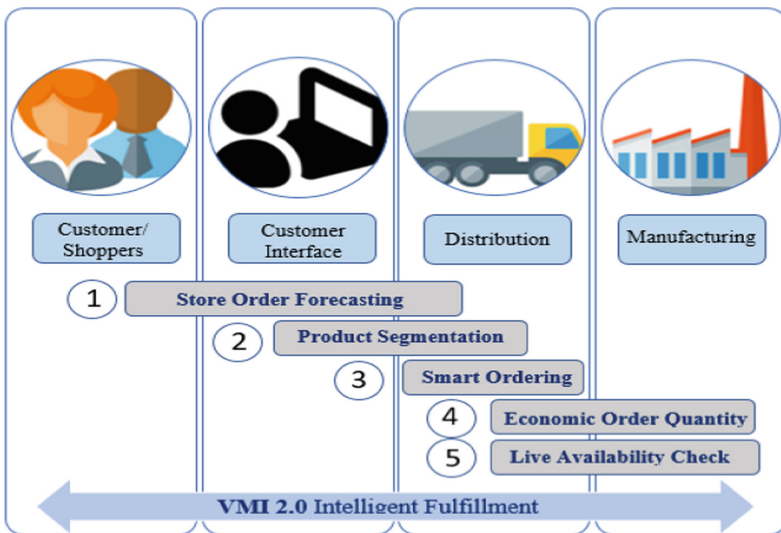 Customer/
Shoppers
Customer
Interface
Distribution
Manufacturing
1 Store Order Forecasting
2 Product Segmentation
3 Smart Ordering
4 Economic Order Quantity
5 Live Availability Check
VMI 2.0 Intelligent Fulfillment